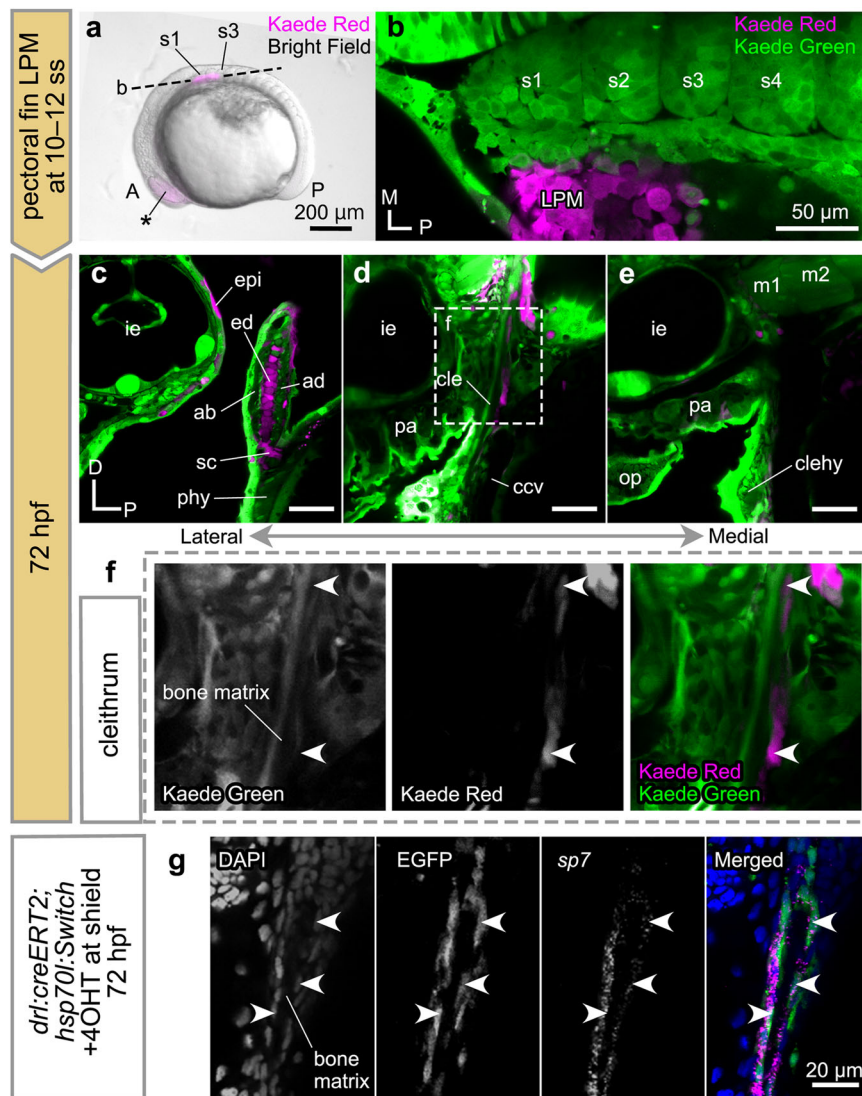 pectoral fin LPM
at 10–12 ss
a
Kaede Red
Bright Field
s1
s3
b
A
P
*
200 µm
b
Kaede Red
Kaede Green
s1
s2
s3
s4
LPM
M
P
50 µm
72 hpf
c
epi
ie
ed
ab
ad
sc
phy
D
P
d
ie
f
cle
pa
ccv
e
m1
m2
ie
pa
op
clehy
Lateral
Medial
cleithrum
f
bone matrix
Kaede Green
Kaede Red
Kaede Red
Kaede Green
drl:creERT2;
hsp70l:Switch
+4OHT at shield
72 hpf
g
DAPI
EGFP
sp7
Merged
bone
matrix
20 µm